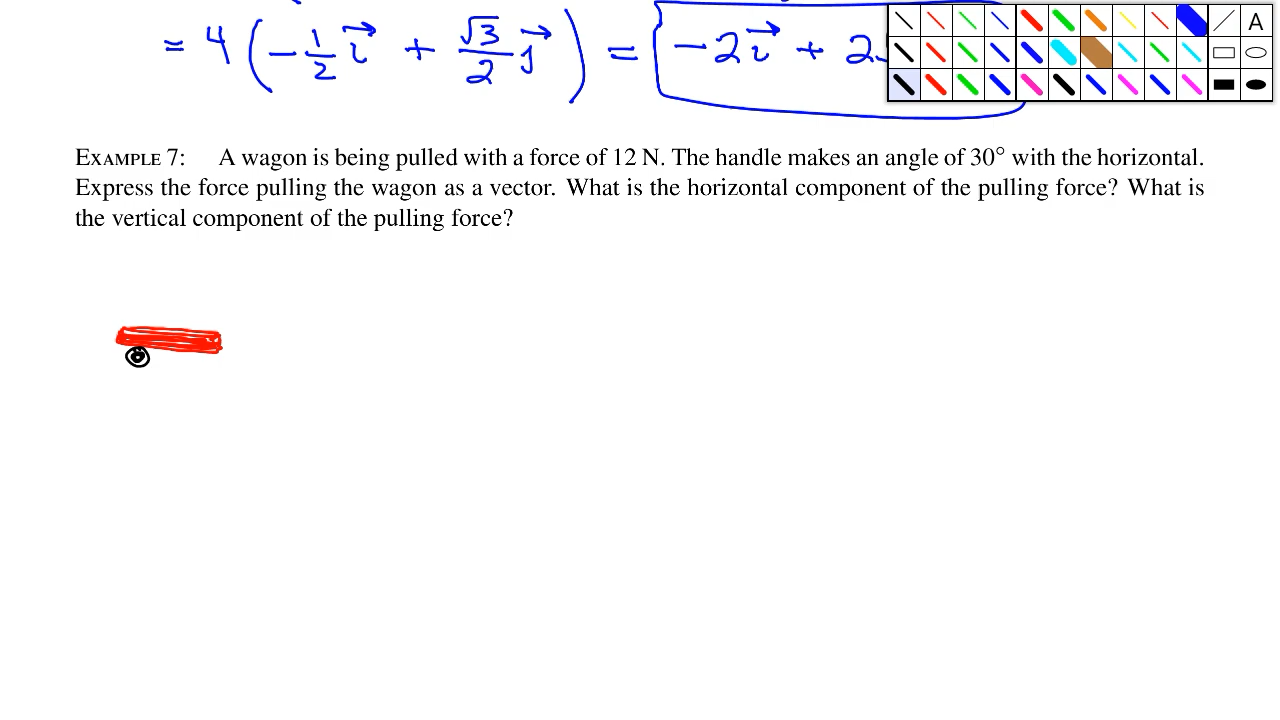 = 4 ( -1/2 i⃗ + √3/2 j⃗ ) = -2 i⃗ + 2
A
EXAMPLE 7: A wagon is being pulled with a force of 12 N. The handle makes an angle of 30° with the horizontal.
Express the force pulling the wagon as a vector. What is the horizontal component of the pulling force? What is
the vertical component of the pulling force?